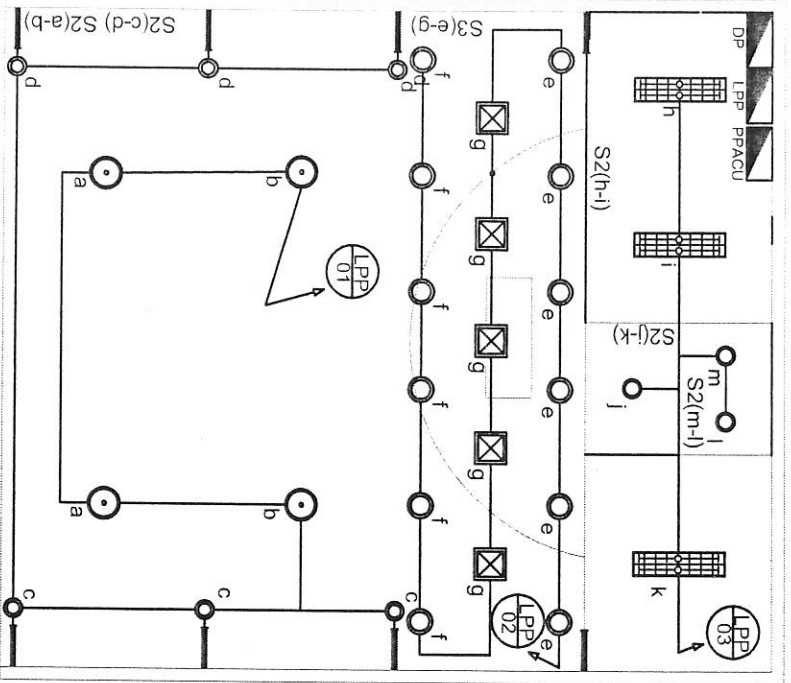 S2(a-b)
S2(c-d)
S3(e-g)
DP
LPP
PPACU
d
d
d
f
e
h
g
a
b
f
e
S2(h-i)
g
i
LPP
01
f
e
g
S2(j-k)
m
l
S2(m-l)
j
f
e
g
a
b
f
e
g
k
c
c
c
f
LPP
02
e
LPP
03